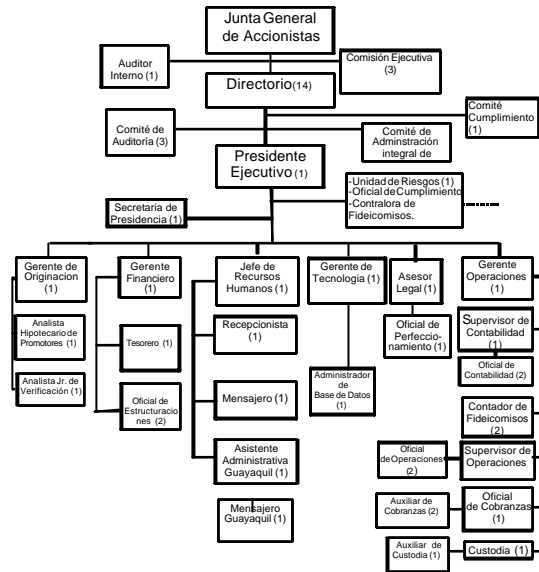 Junta General
de Accionistas
Auditor
Interno (1)
Comisión Ejecutiva
(3)
Directorio(14)
Comité
Cumplimiento
(1)
Comité de
Auditoría (3)
Comité de
Adminstración
integral de
Presidente
Ejecutivo (1)
-Unidad de Riesgos (1)
-Oficial de Cumplimiento
-Contralora de
Fideicomisos.
Secretaria de
Presidencia (1)
Gerente de
Originacion
(1)
Gerente
Financiero
(1)
Jefe de
Recursos
Humanos (1)
Gerente de
Tecnologia (1)
Asesor
Legal (1)
Gerente
Operaciones
(1)
Analista
Hipotecario de
Promotores (1)
Tesorero (1)
Recepcionista
(1)
Oficial de
Perfeccio-
namiento (1)
Supervisor de
Contabilidad
(1)
Oficial de
Contabilidad (2)
Analista Jr. de
Verificación (1)
Oficial de
Estructuracio
nes (2)
Mensajero (1)
Administrador
de
Base de Datos
(1)
Contador de
Fideicomisos
(2)
Asistente
Administrativa
Guayaquil (1)
Oficial
de Operaciones
(2)
Supervisor de
Operaciones
Mensajero
Guayaquil (1)
Auxiliar de
Cobranzas (2)
Oficial
de Cobranzas
(1)
Auxiliar de
Custodia (1)
Custodia (1)